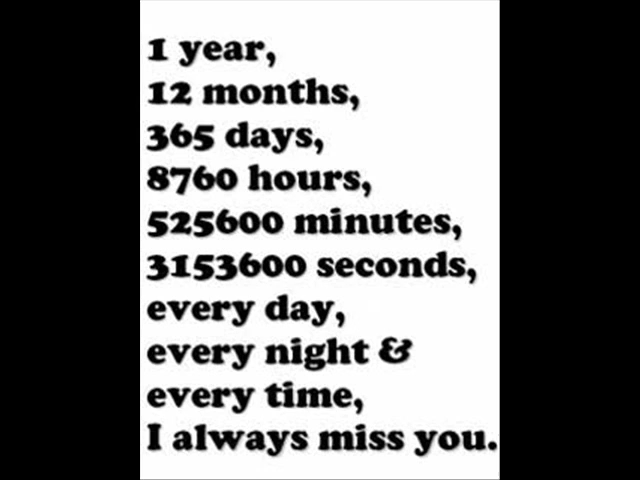 1 year,
12 months,
365 days,
8760 hours,
525600 minutes,
3153600 seconds,
every day,
every night &
every time,
I always miss you.